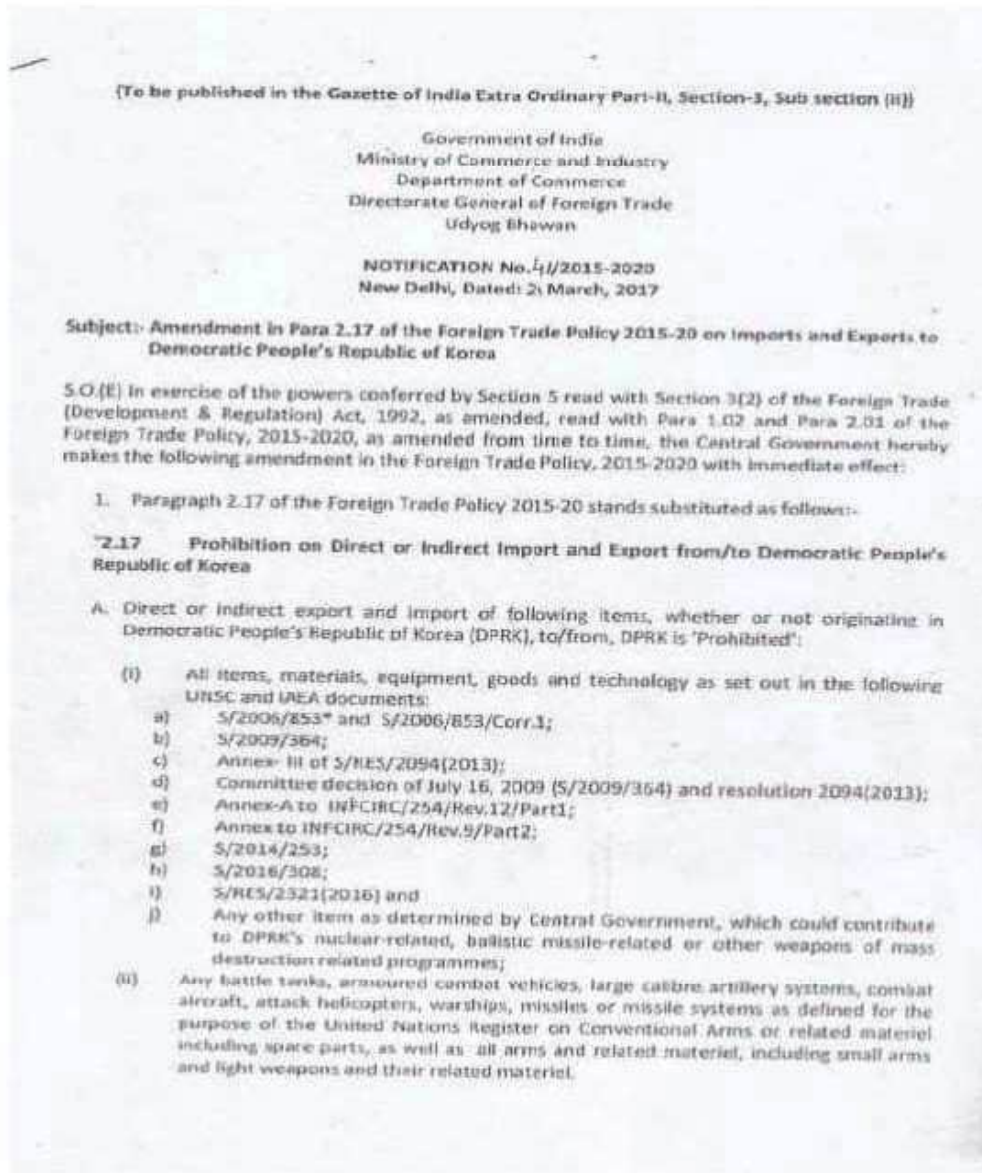 (To be published in the Gazette of India Extra Ordinary Part-II, Section-3, Sub section (ii))
Government of India
Ministry of Commerce and Industry
Department of Commerce
Directorate General of Foreign Trade
Udyog Bhawan
NOTIFICATION No.41/2015-2020
New Delhi, Dated: March, 2017
Subject:- Amendment in Para 2.17 of the Foreign Trade Policy 2015-20 on Imports and Exports to
Democratic People's Republic of Korea
S.O.(E) In exercise of the powers conferred by Section 5 read with Section 3(2) of the Foreign Trade
(Development & Regulation) Act, 1992, as amended, read with Para 1.02 and Para 2.01 of the
Foreign Trade Policy, 2015-2020, as amended from time to time, the Central Government hereby
makes the following amendment in the Foreign Trade Policy, 2015-2020 with immediate effect:
1. Paragraph 2.17 of the Foreign Trade Policy 2015-20 stands substituted as follows:-
"2.17 Prohibition on Direct or Indirect Import and Export from/to Democratic People's
Republic of Korea
A. Direct or Indirect export and import of following items, whether or not originating in
Democratic People's Republic of Korea (DPRK), to/from, DPRK is 'Prohibited':
(i) All items, materials, equipment, goods and technology as set out in the following
UNSC and IAEA documents:
a) S/2006/853* and S/2006/853/Corr.1;
b) S/2009/364;
c) Annex- III of S/RES/2094(2013);
d) Committee decision of July 16, 2009 (S/2009/364) and resolution 2094(2013);
e) Annex-A to INFCIRC/254/Rev.12/Part1;
f) Annex to INFCIRC/254/Rev.9/Part2;
g) S/2014/253;
h) S/2016/308;
i) S/RES/2321(2016) and
j) Any other item as determined by Central Government, which could contribute
to DPRK's nuclear-related, ballistic missile-related or other weapons of mass
destruction related programmes;
(ii) Any battle tanks, armoured combat vehicles, large calibre artillery systems, combat
aircraft, attack helicopters, warships, missiles or missile systems as defined for the
purpose of the United Nations Register on Conventional Arms or related materiel
including spare parts, as well as all arms and related materiel, including small arms
and light weapons and their related materiel.